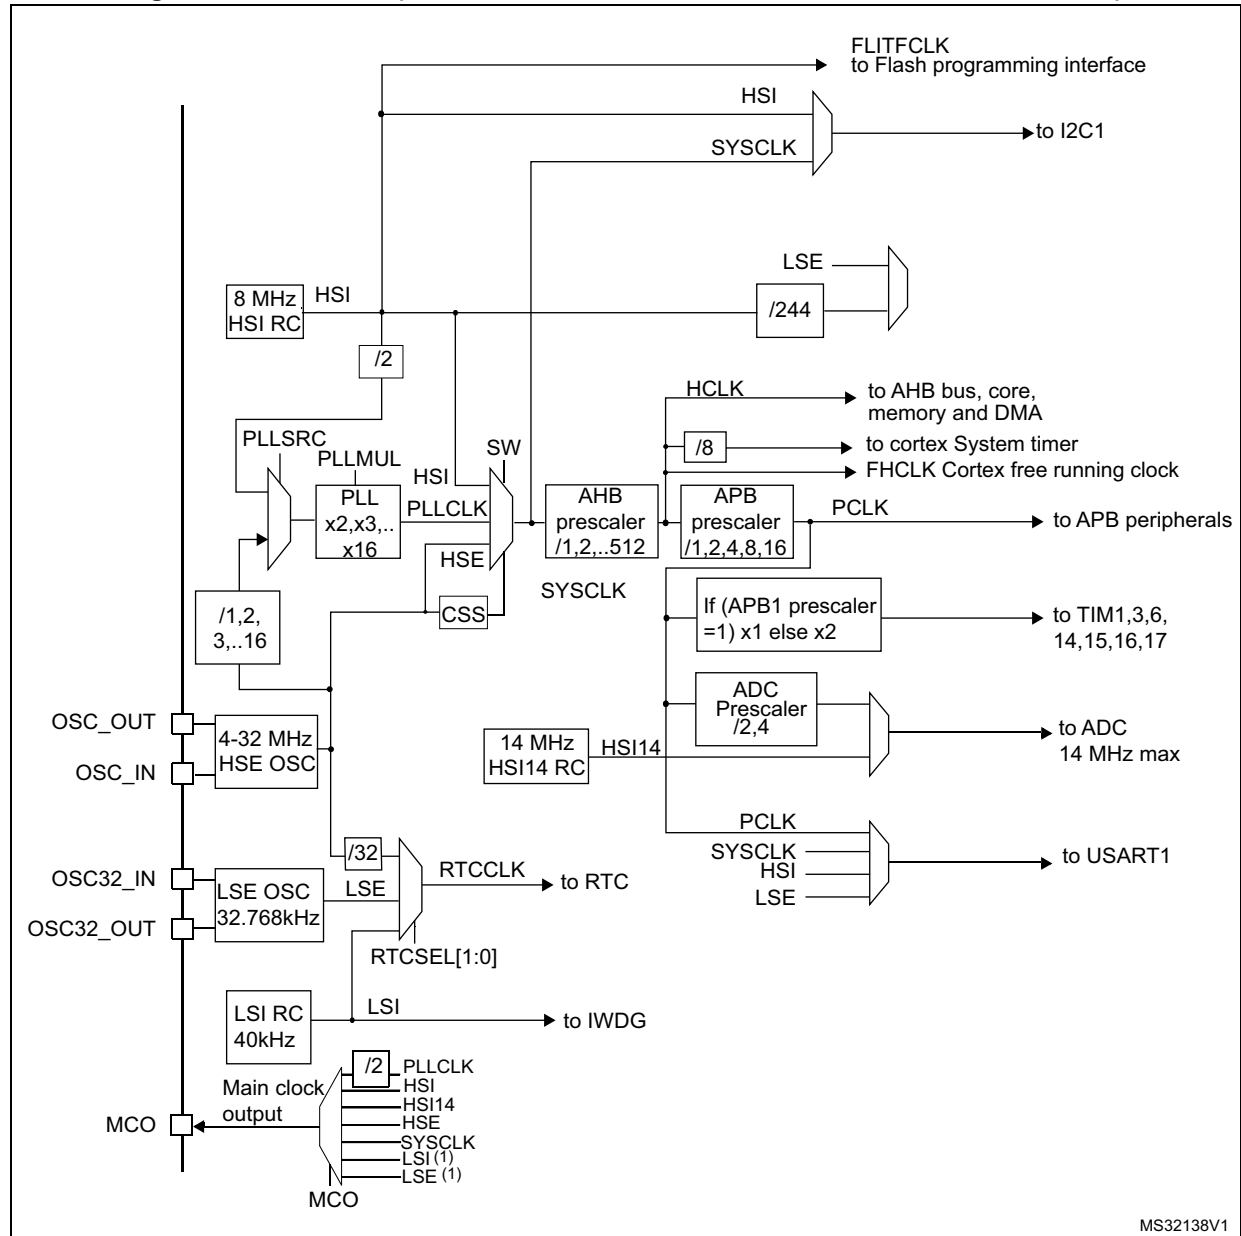 FLITFCLK
to Flash programming interface
HSI
to I2C1
SYSCLK
LSE
8 MHz
HSI RC
HSI
/244
/2
HCLK
to AHB bus, core,
memory and DMA
PLLSRC
SW
/8
to cortex System timer
PLLMUL
HSI
FHCLK Cortex free running clock
PLL
x2,x3,..
x16
PLLCLK
AHB
prescaler
/1,2,..512
APB
prescaler
/1,2,4,8,16
PCLK
to APB peripherals
HSE
SYSCLK
/1,2,
3,..16
CSS
If (APB1 prescaler
=1) x1 else x2
to TIM1,3,6,
14,15,16,17
ADC
Prescaler
/2,4
OSC_OUT
4-32 MHz
HSE OSC
OSC_IN
14 MHz
HSI14 RC
HSI14
to ADC
14 MHz max
PCLK
SYSCLK
HSI
LSE
to USART1
/32
OSC32_IN
LSE OSC
32.768kHz
LSE
RTCCLK
to RTC
OSC32_OUT
RTCSEL[1:0]
LSI RC
40kHz
LSI
to IWDG
/2
PLLCLK
Main clock
output
HSI
HSI14
MCO
HSE
SYSCLK
LSI (1)
LSE (1)
MCO
MS32138V1